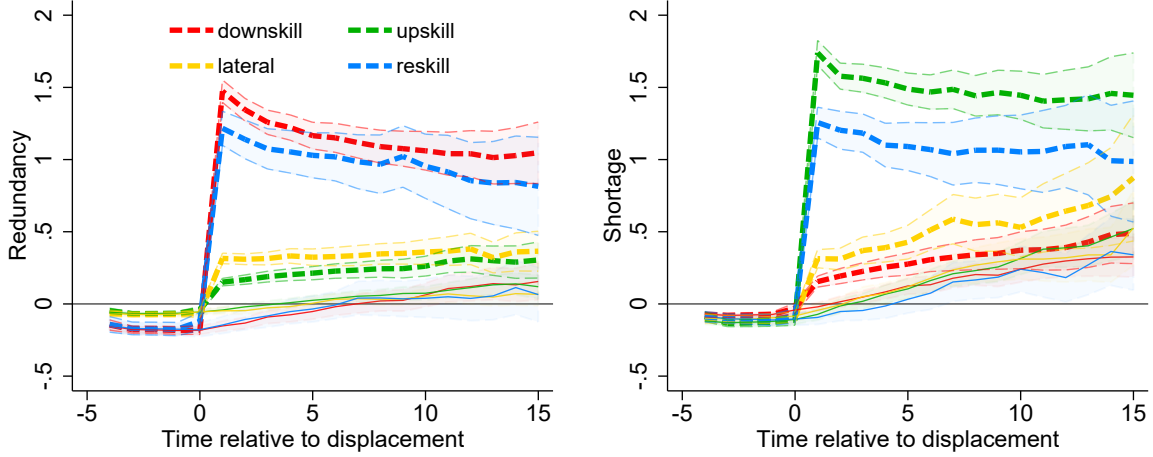 downskill
upskill
lateral
reskill
Redundancy
2
1.5
1
.5
0
-.5
-5
0
5
10
15
Time relative to displacement
Shortage
2
1.5
1
.5
0
-.5
-5
0
5
10
15
Time relative to displacement